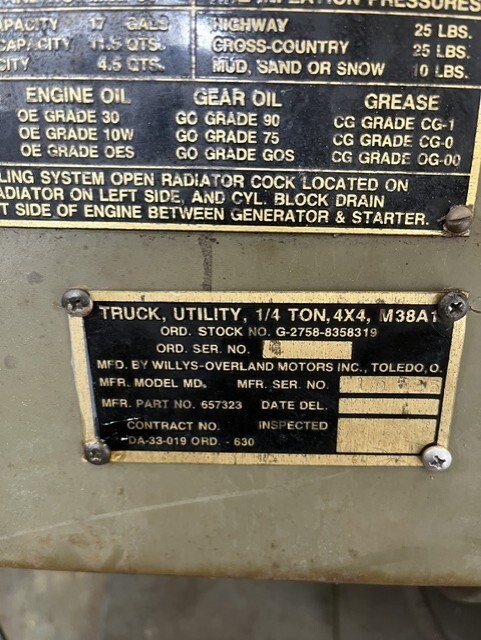 INFLATION PRESSURES
CAPACITY 17 GALS HIGHWAY 25 LBS.
CAPACITY 11.5 QTS. CROSS-COUNTRY 25 LBS.
CITY 4.5 QTS. MUD, SAND OR SNOW 10 LBS.
ENGINE OIL GEAR OIL GREASE
OE GRADE 30 GO GRADE 90 CG GRADE CG-1
OE GRADE 10W GO GRADE 75 CG GRADE CG-0
OE GRADE OES GO GRADE GOS CG GRADE OG-00
LING SYSTEM OPEN RADIATOR COCK LOCATED ON
ADIATOR ON LEFT SIDE, AND CYL. BLOCK DRAIN
T SIDE OF ENGINE BETWEEN GENERATOR & STARTER.
TRUCK, UTILITY, 1/4 TON, 4X4, M38A1
ORD. STOCK NO. G-2758-8358319
ORD. SER. NO.
MFD. BY WILLYS-OVERLAND MOTORS INC., TOLEDO, O.
MFR. MODEL MD. MFR. SER. NO.
MFR. PART NO. 657323 DATE DEL.
CONTRACT NO. INSPECTED
DA-33-019 ORD. - 630